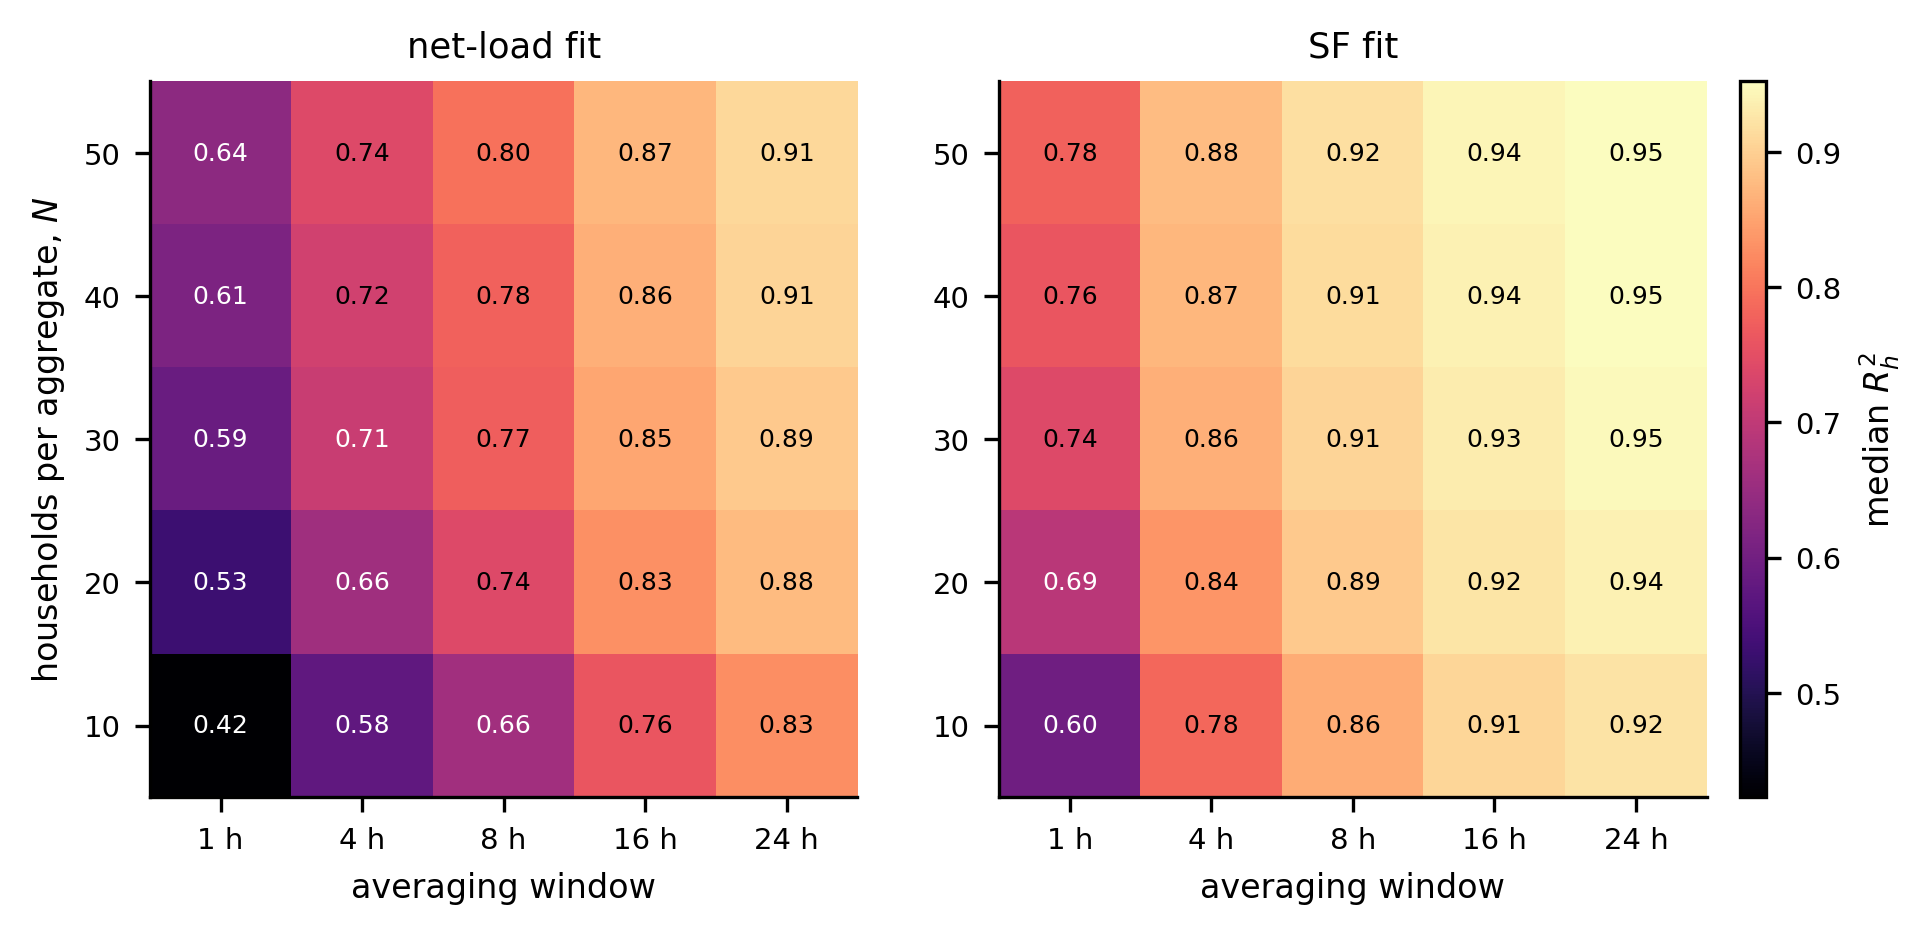 net-load fit
SF fit
households per aggregate, N
50
0.64 0.74 0.80 0.87 0.91
40
0.61 0.72 0.78 0.86 0.91
30
0.59 0.71 0.77 0.85 0.89
20
0.53 0.66 0.74 0.83 0.88
10
0.42 0.58 0.66 0.76 0.83
1 h 4 h 8 h 16 h 24 h
averaging window
50
0.78 0.88 0.92 0.94 0.95
40
0.76 0.87 0.91 0.94 0.95
30
0.74 0.86 0.91 0.93 0.95
20
0.69 0.84 0.89 0.92 0.94
10
0.60 0.78 0.86 0.91 0.92
1 h 4 h 8 h 16 h 24 h
averaging window
0.9
0.8
0.7
0.6
0.5
median $R_h^2$